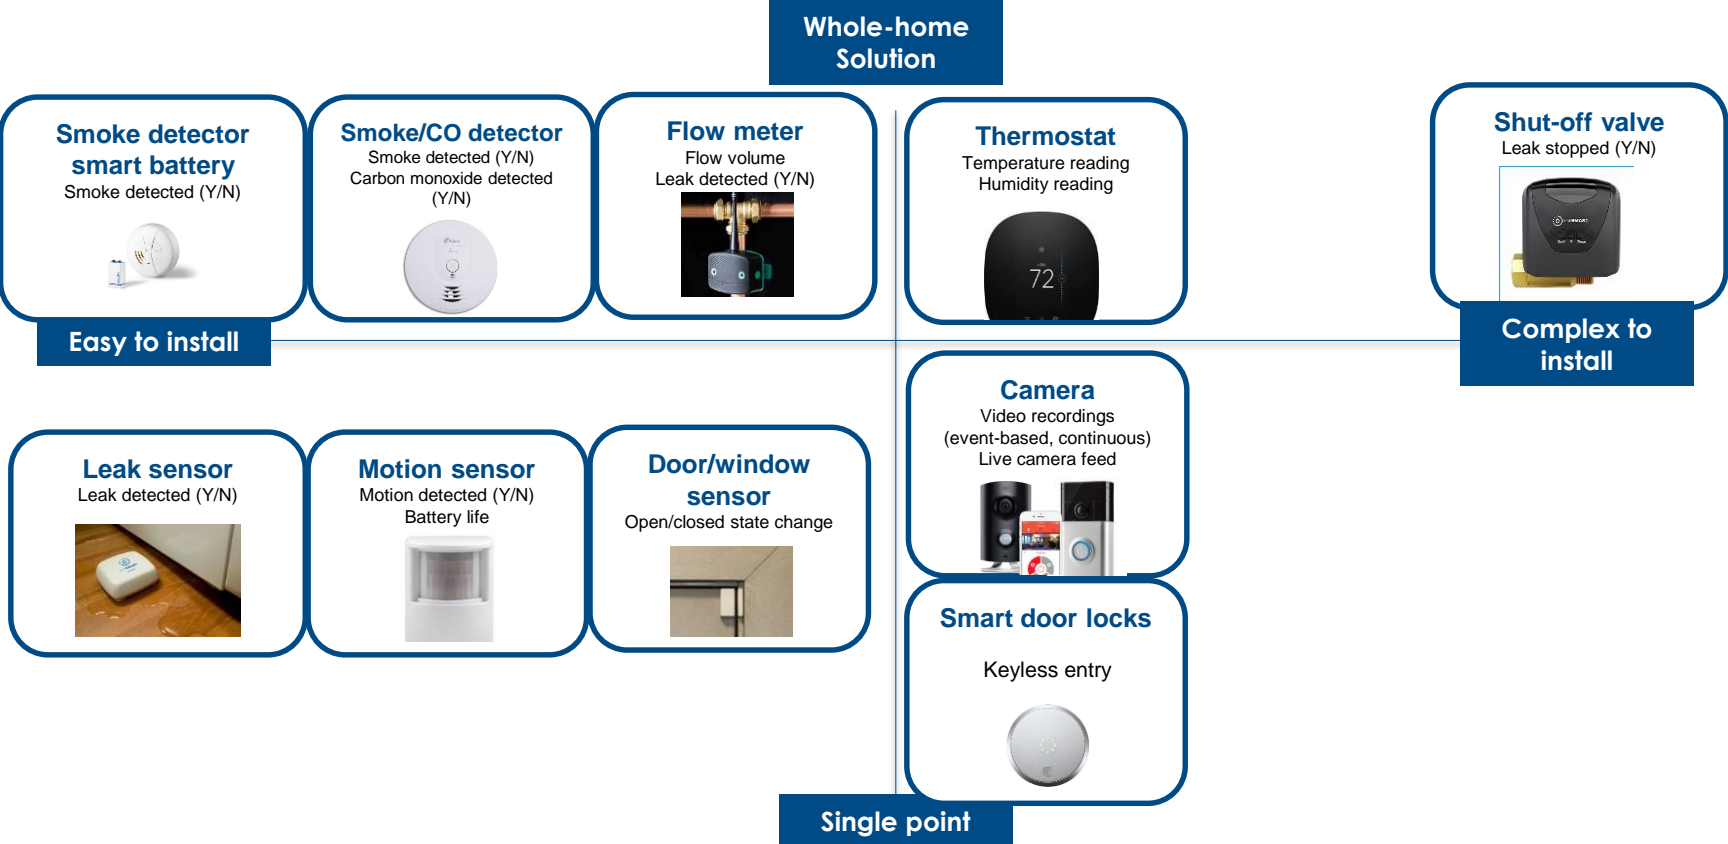 Whole-home
Solution
Smoke detector
smart battery
Smoke detected (Y/N)
Smoke/CO detector
Smoke detected (Y/N)
Carbon monoxide detected
(Y/N)
Flow meter
Flow volume
Leak detected (Y/N)
Thermostat
Temperature reading
Humidity reading
72
Shut-off valve
Leak stopped (Y/N)
Easy to install
Complex to
install
Leak sensor
Leak detected (Y/N)
Motion sensor
Motion detected (Y/N)
Battery life
Door/window
sensor
Open/closed state change
Camera
Video recordings
(event-based, continuous)
Live camera feed
Smart door locks
Keyless entry
Single point